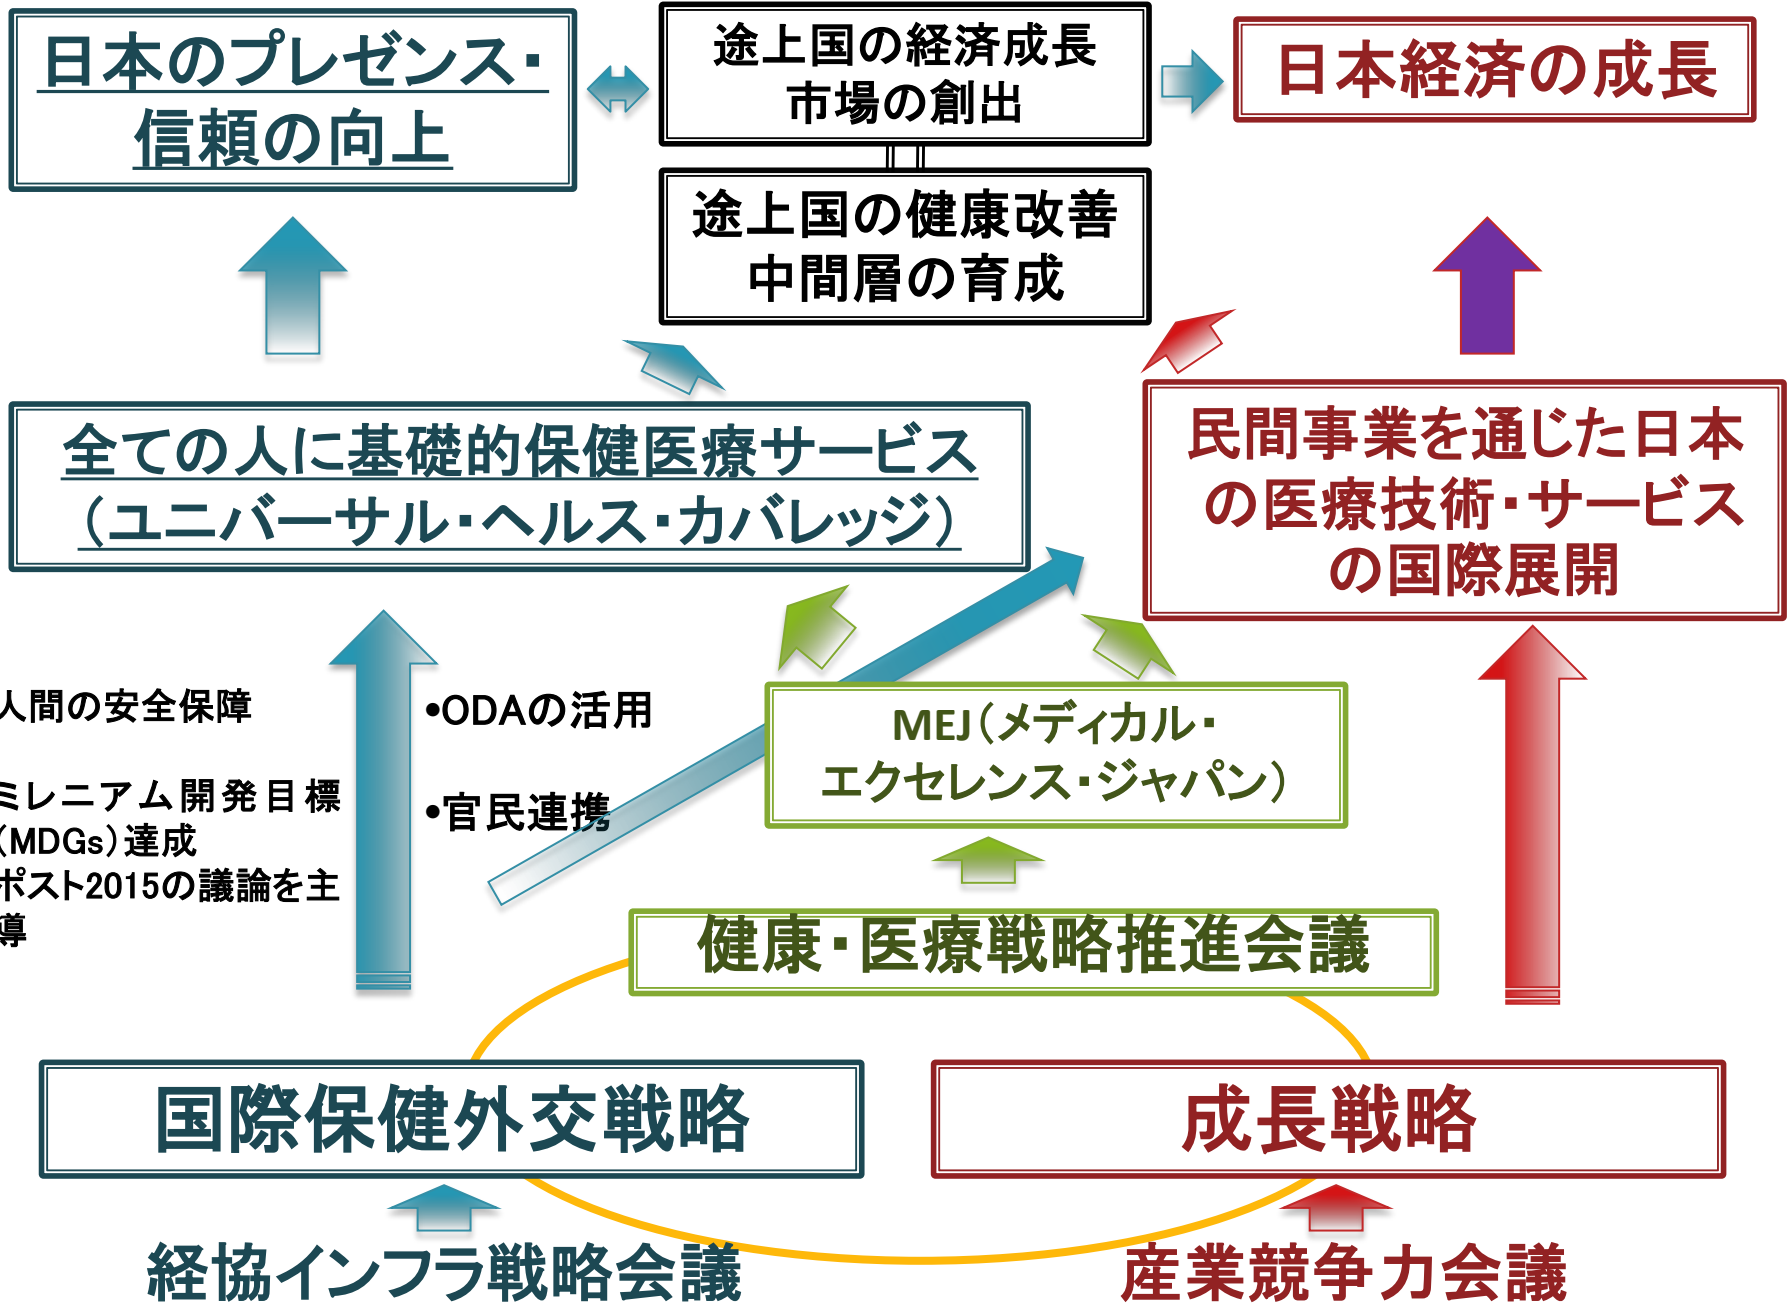 日本のプレゼンス・
信頼の向上
途上国の経済成長
市場の創出
日本経済の成長
途上国の健康改善
中間層の育成
全ての人に基礎的保健医療サービス
（ユニバーサル・ヘルス・カバレッジ）
民間事業を通じた日本
の医療技術・サービス
の国際展開
人間の安全保障
ミレニアム開発目標
（MDGs）達成
ポスト2015の議論を主
導
•ODAの活用
•官民連携
MEJ（メディカル・
エクセレンス・ジャパン）
健康・医療戦略推進会議
国際保健外交戦略
成長戦略
経協インフラ戦略会議
産業競争力会議